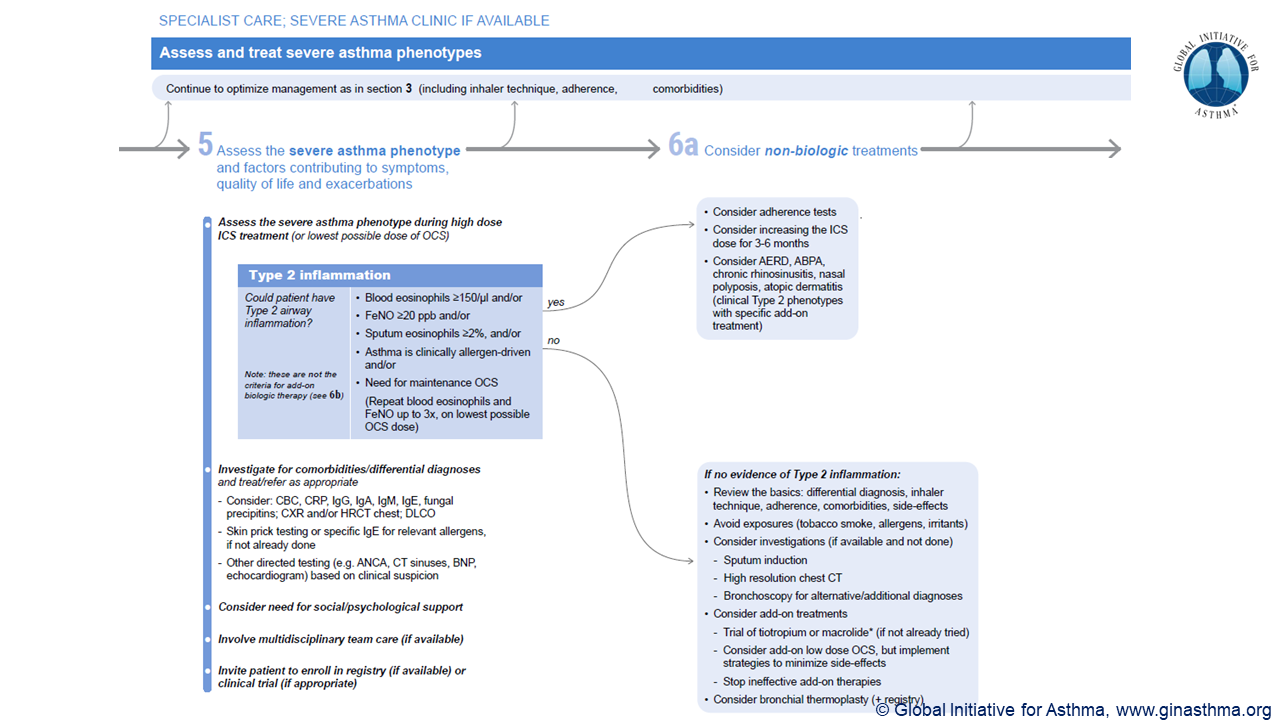 SPECIALIST CARE; SEVERE ASTHMA CLINIC IF AVAILABLE
Assess and treat severe asthma phenotypes
GLOBAL INITIATIVE FOR
ASTHMA
Continue to optimize management as in section 3 (including inhaler technique, adherence, comorbidities)
5 Assess the severe asthma phenotype
and factors contributing to symptoms,
quality of life and exacerbations
6a Consider non-biologic treatments
Assess the severe asthma phenotype during high dose
ICS treatment (or lowest possible dose of OCS)
Type 2 inflammation
Could patient have
Type 2 airway
inflammation?
Note: these are not the
criteria for add-on
biologic therapy (see 6b)
• Blood eosinophils ≥150/μl and/or
• FeNO ≥20 ppb and/or
• Sputum eosinophils ≥2%, and/or
• Asthma is clinically allergen-driven
and/or
• Need for maintenance OCS
(Repeat blood eosinophils and
FeNO up to 3x, on lowest possible
OCS dose)
yes
no
• Consider adherence tests
• Consider increasing the ICS
dose for 3-6 months
• Consider AERD, ABPA,
chronic rhinosinusitis, nasal
polyposis, atopic dermatitis
(clinical Type 2 phenotypes
with specific add-on
treatment)
Investigate for comorbidities/differential diagnoses
and treat/refer as appropriate
- Consider: CBC, CRP, IgG, IgA, IgM, IgE, fungal
precipitins; CXR and/or HRCT chest; DLCO
- Skin prick testing or specific IgE for relevant allergens,
if not already done
- Other directed testing (e.g. ANCA, CT sinuses, BNP,
echocardiogram) based on clinical suspicion
Consider need for social/psychological support
Involve multidisciplinary team care (if available)
Invite patient to enroll in registry (if available) or
clinical trial (if appropriate)
If no evidence of Type 2 inflammation:
• Review the basics: differential diagnosis, inhaler
technique, adherence, comorbidities, side-effects
• Avoid exposures (tobacco smoke, allergens, irritants)
• Consider investigations (if available and not done)
- Sputum induction
- High resolution chest CT
- Bronchoscopy for alternative/additional diagnoses
• Consider add-on treatments
- Trial of tiotropium or macrolide* (if not already tried)
- Consider add-on low dose OCS, but implement
strategies to minimize side-effects
- Stop ineffective add-on therapies
• Consider bronchial thermoplasty (+ registry)
© Global Initiative for Asthma, www.ginasthma.org